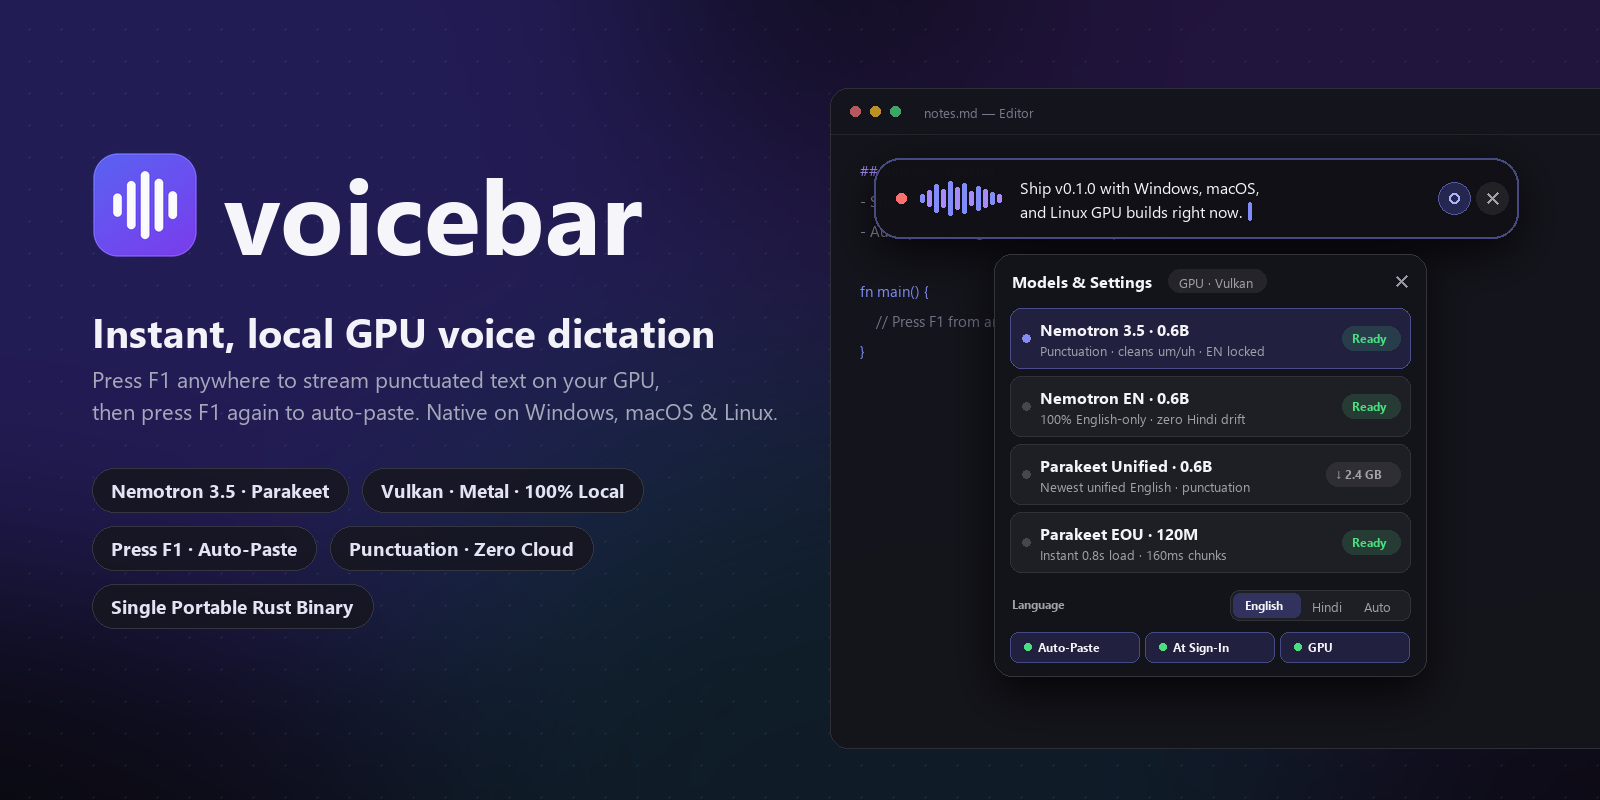 voicebar
Instant, local GPU voice dictation
Press F1 anywhere to stream punctuated text on your GPU,
then press F1 again to auto-paste. Native on Windows, macOS & Linux.
Nemotron 3.5 · Parakeet
Vulkan · Metal · 100% Local
Press F1 · Auto-Paste
Punctuation · Zero Cloud
Single Portable Rust Binary
notes.md — Editor
##
Ship v0.1.0 with Windows, macOS,
and Linux GPU builds right now.
fn main() {
// Press F1 from
}
Models & Settings
GPU · Vulkan
Nemotron 3.5 · 0.6B
Punctuation · cleans um/uh · EN locked
Ready
Nemotron EN · 0.6B
100% English-only · zero Hindi drift
Ready
Parakeet Unified · 0.6B
Newest unified English · punctuation
↓ 2.4 GB
Parakeet EOU · 120M
Instant 0.8s load · 160ms chunks
Ready
Language
English
Hindi
Auto
Auto-Paste
At Sign-In
GPU